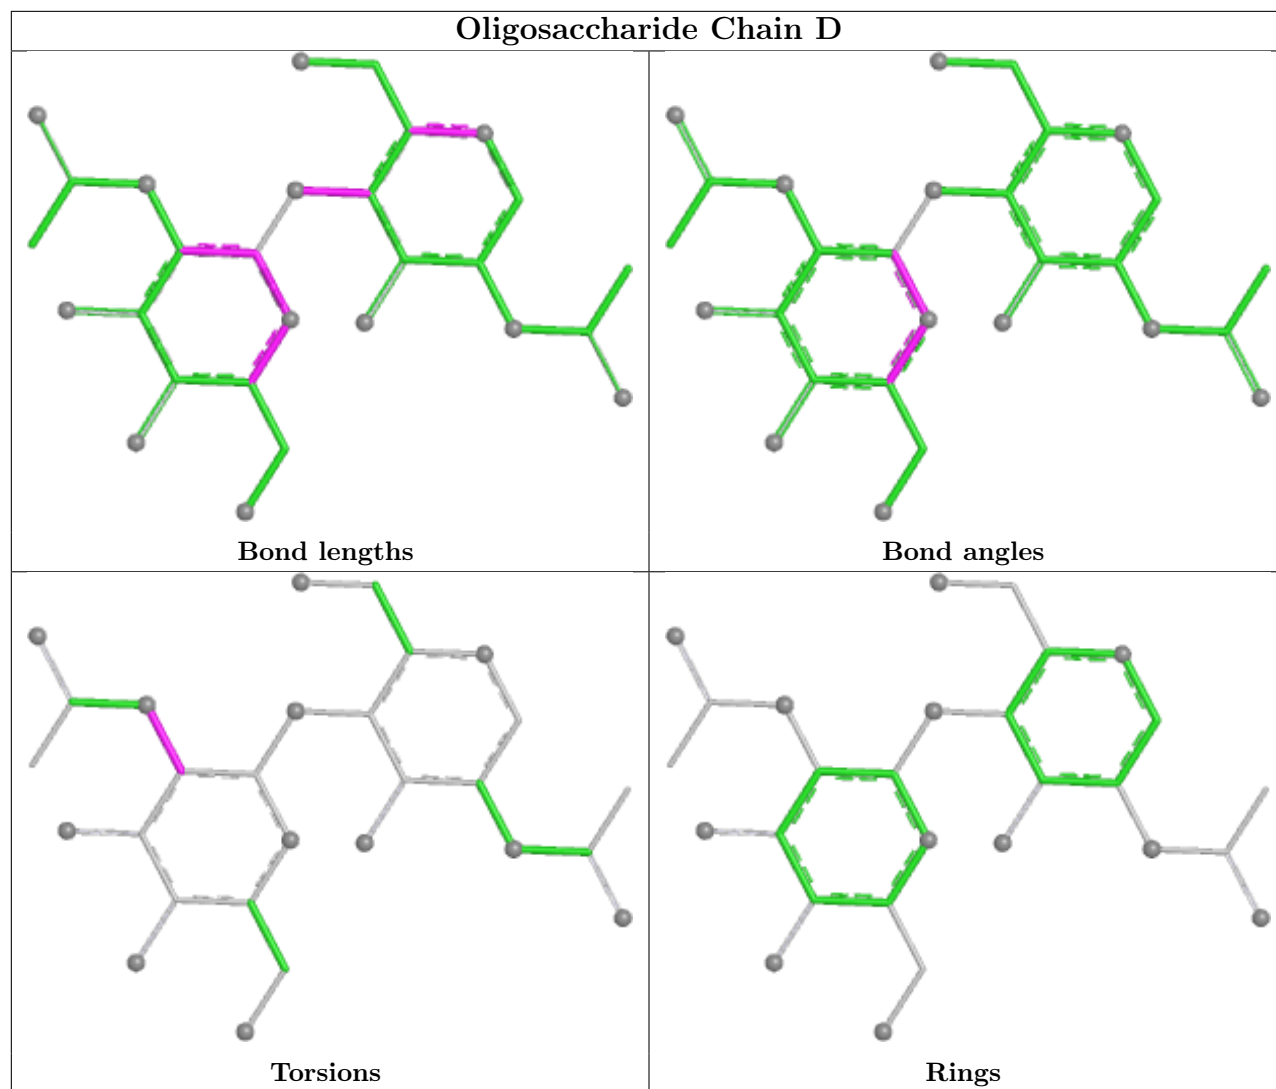 Oligosaccharide Chain D
Bond lengths
Bond angles
Torsions
Rings